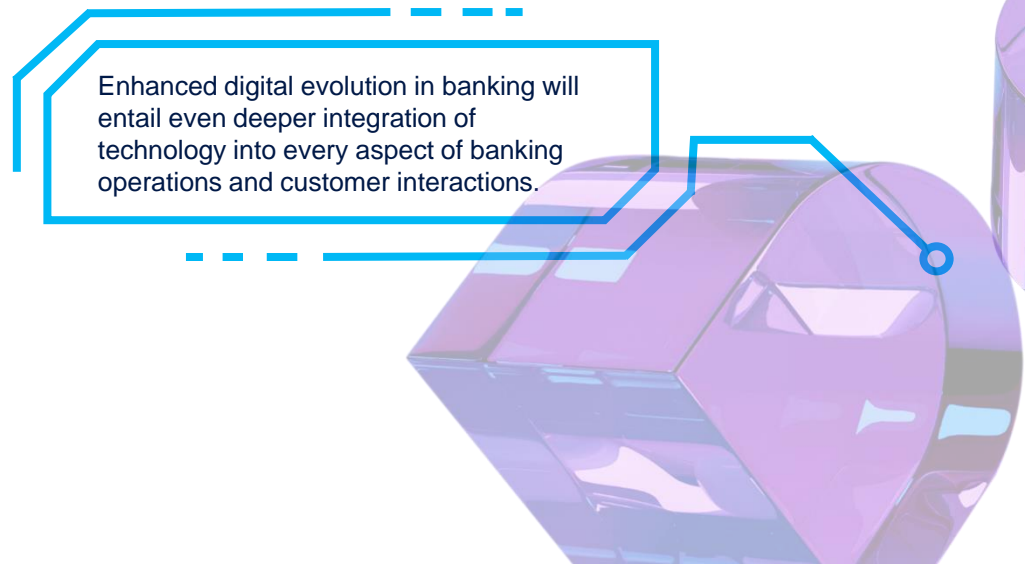 Enhanced digital evolution in banking will
entail even deeper integration of
technology into every aspect of banking
operations and customer interactions.